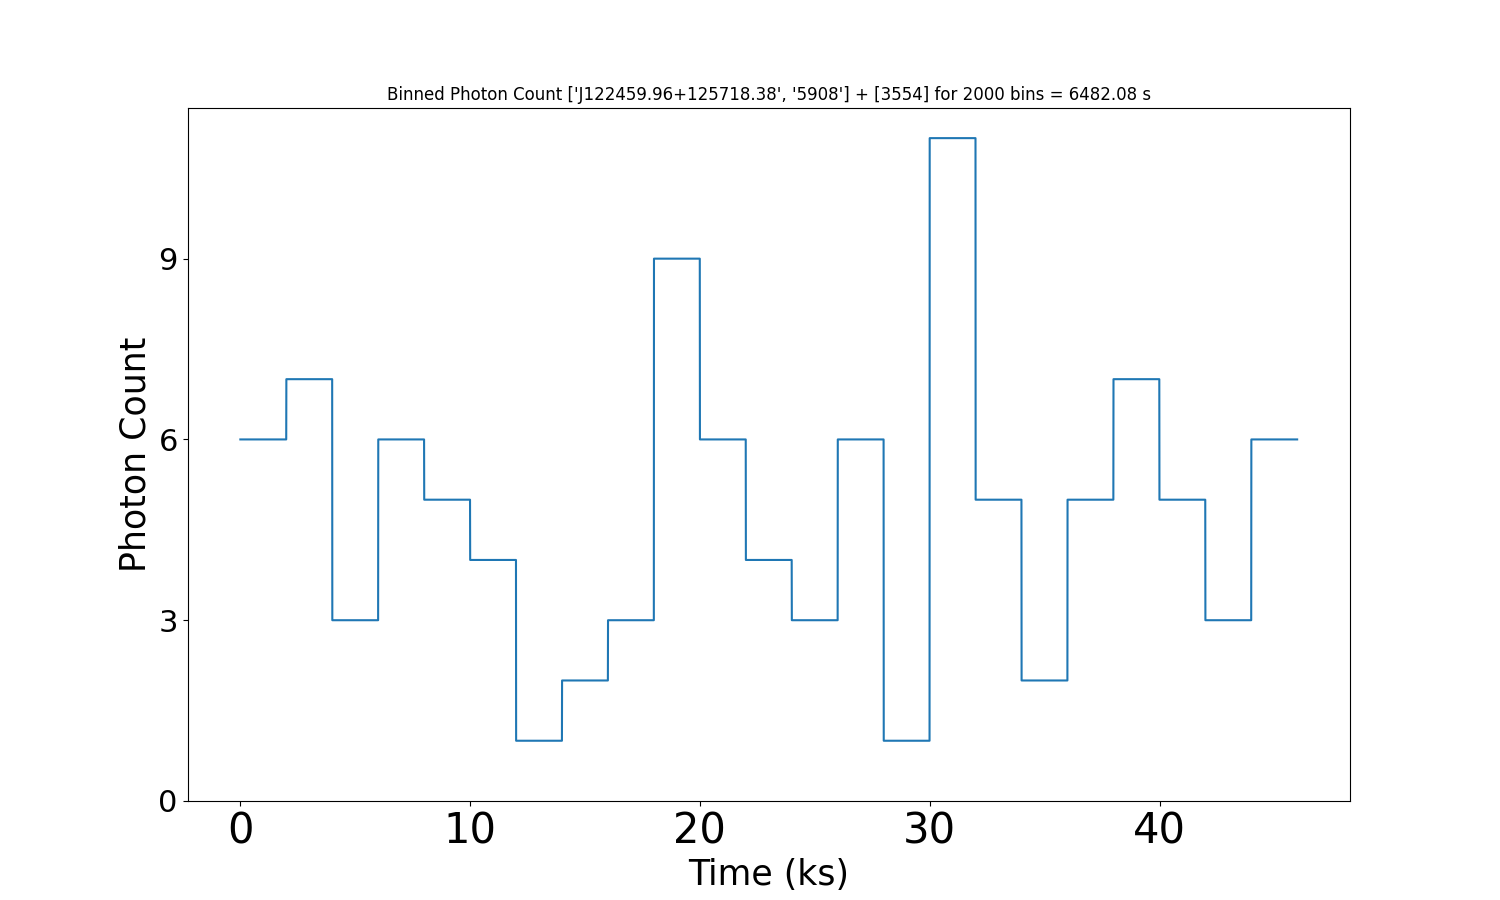 Binned Photon Count ['J122459.96+125718.38', '5908'] + [3554] for 2000 bins = 6482.08 s
9
6
3
0
Photon Count
0 10 20 30 40
Time (ks)